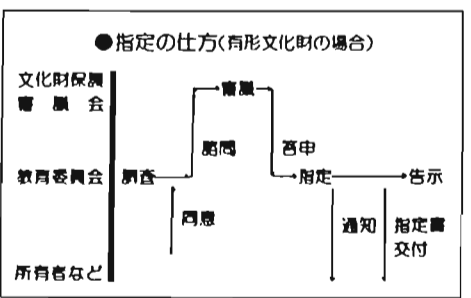 ●指定の仕方(有形文化財の場合)
文化財保護
審議会
審議
諮問
答申
教育委員会
調査
指定
告示
同意
通知
指定書
交付
所有者など